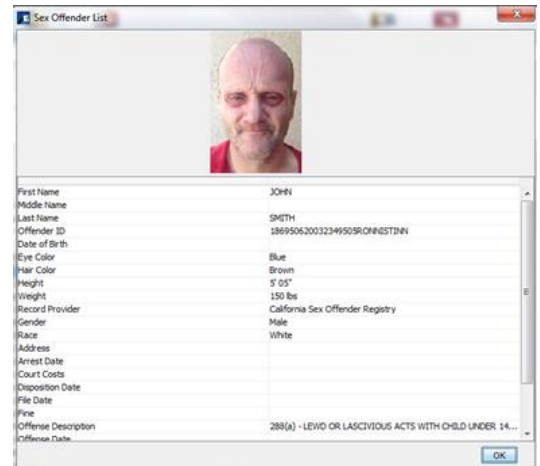 Sex Offender List
First Name JOHN
Middle Name
Last Name SMITH
Offender ID 186950620032349505RONNISTINN
Date of Birth
Eye Color Blue
Hair Color Brown
Height 5' 05"
Weight 150 lbs
Record Provider California Sex Offender Registry
Gender Male
Race White
Address
Arrest Date
Court Costs
Disposition Date
File Date
Fine
Offense Description 288(a) - LEWD OR LASCIVIOUS ACTS WITH CHILD UNDER 14...
Offense Date
OK